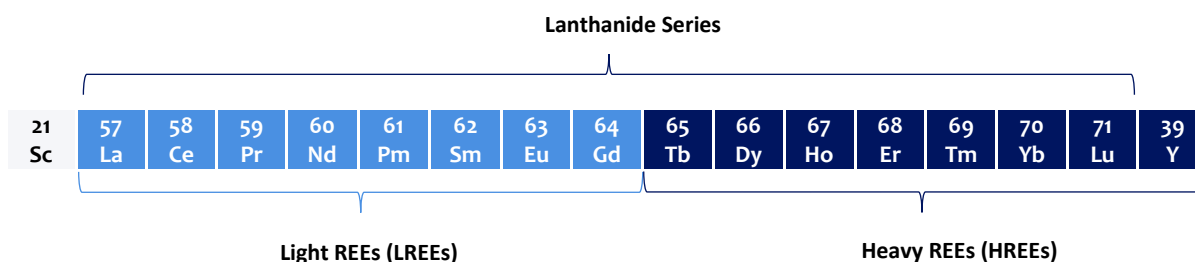 Lanthanide Series
21 57 58 59 60 61 62 63 64 65 66 67 68 69 70 71 39
Sc La Ce Pr Nd Pm Sm Eu Gd Tb Dy Ho Er Tm Yb Lu Y
Light REEs (LREEs) Heavy REEs (HREEs)